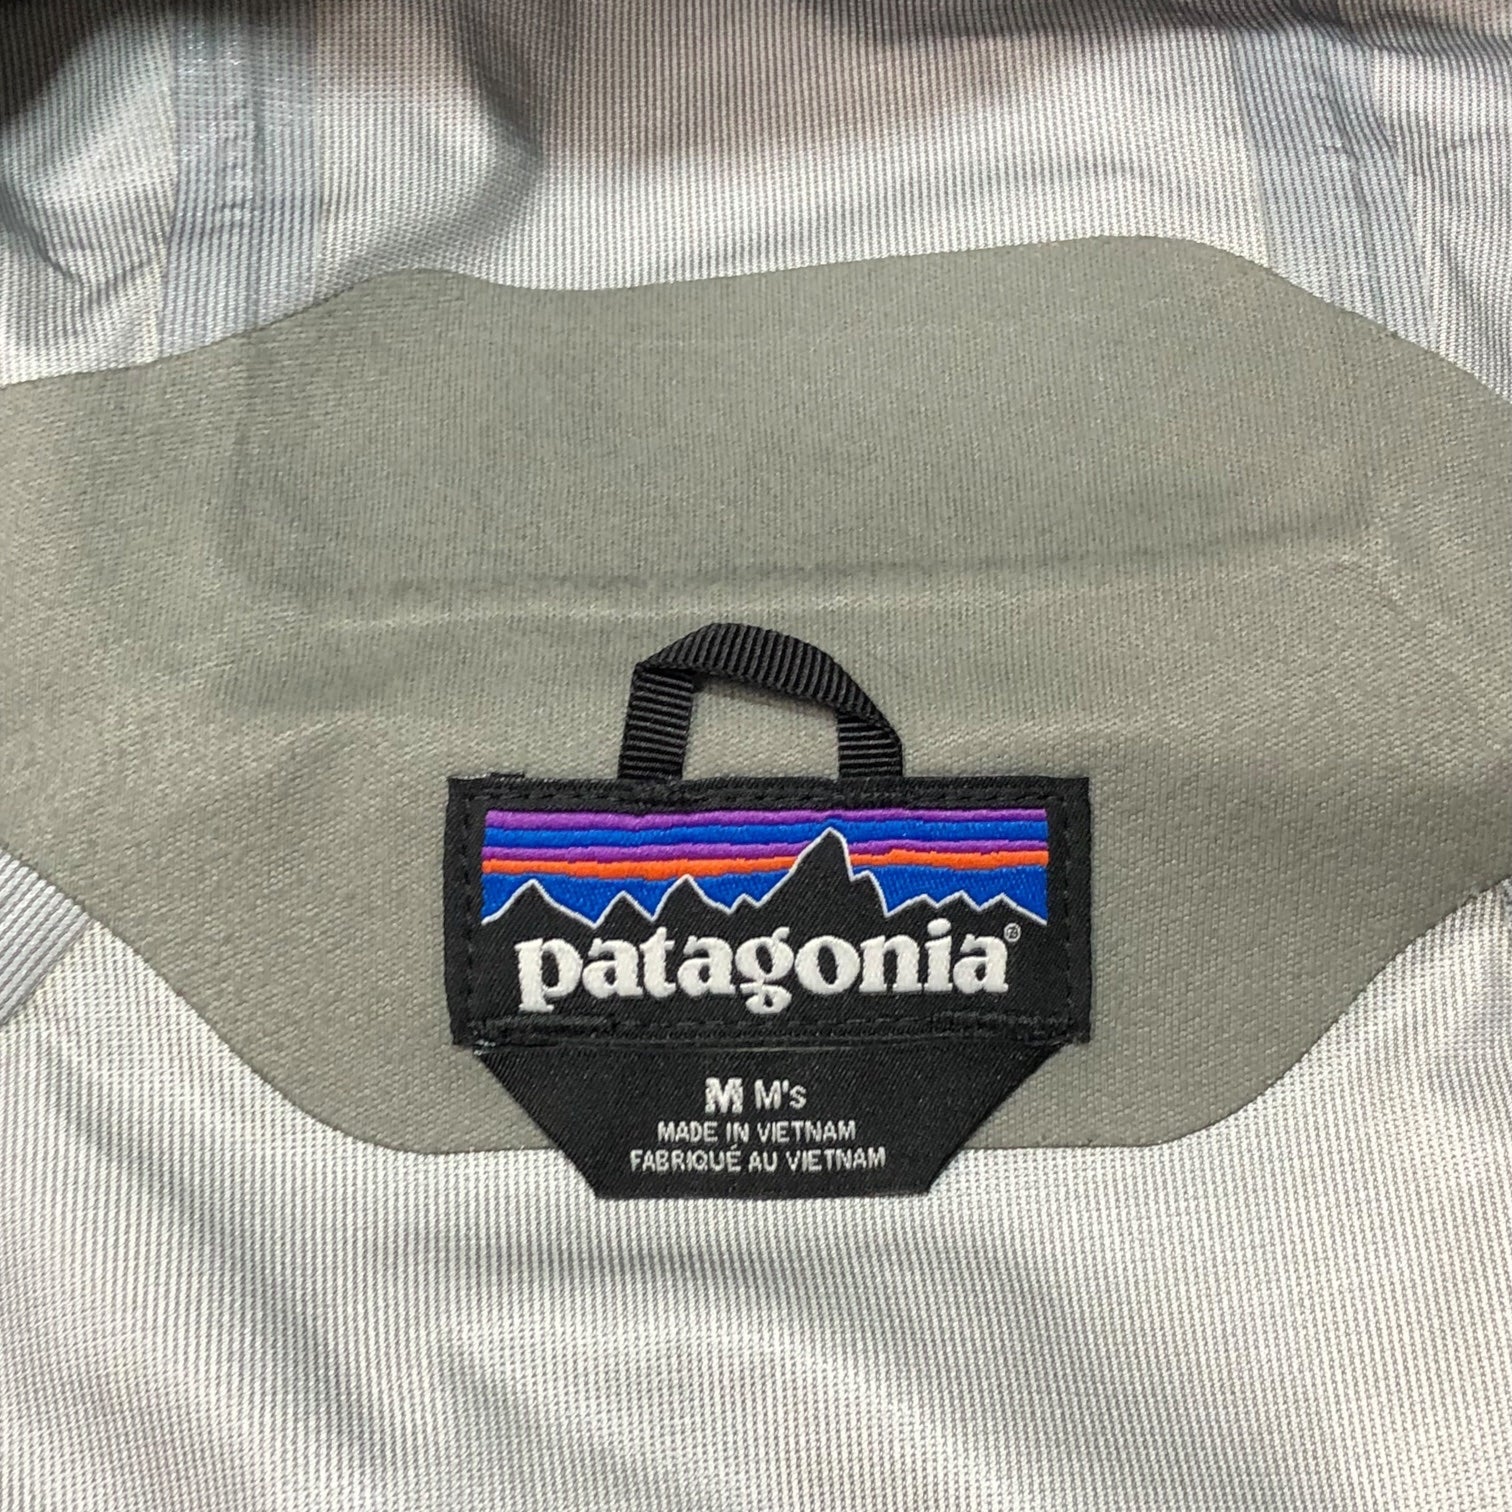 patagonia®
M M's
MADE IN VIETNAM
FABRIQUÉ AU VIETNAM